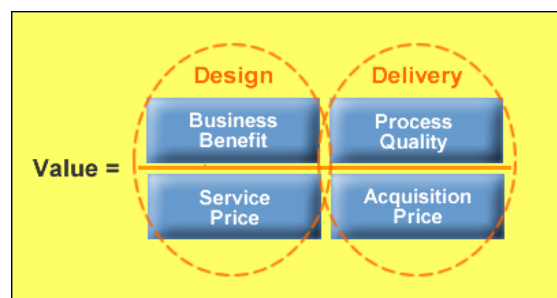 Design Delivery
Business Process
Benefit Quality
Value =
Service Acquisition
Price Price